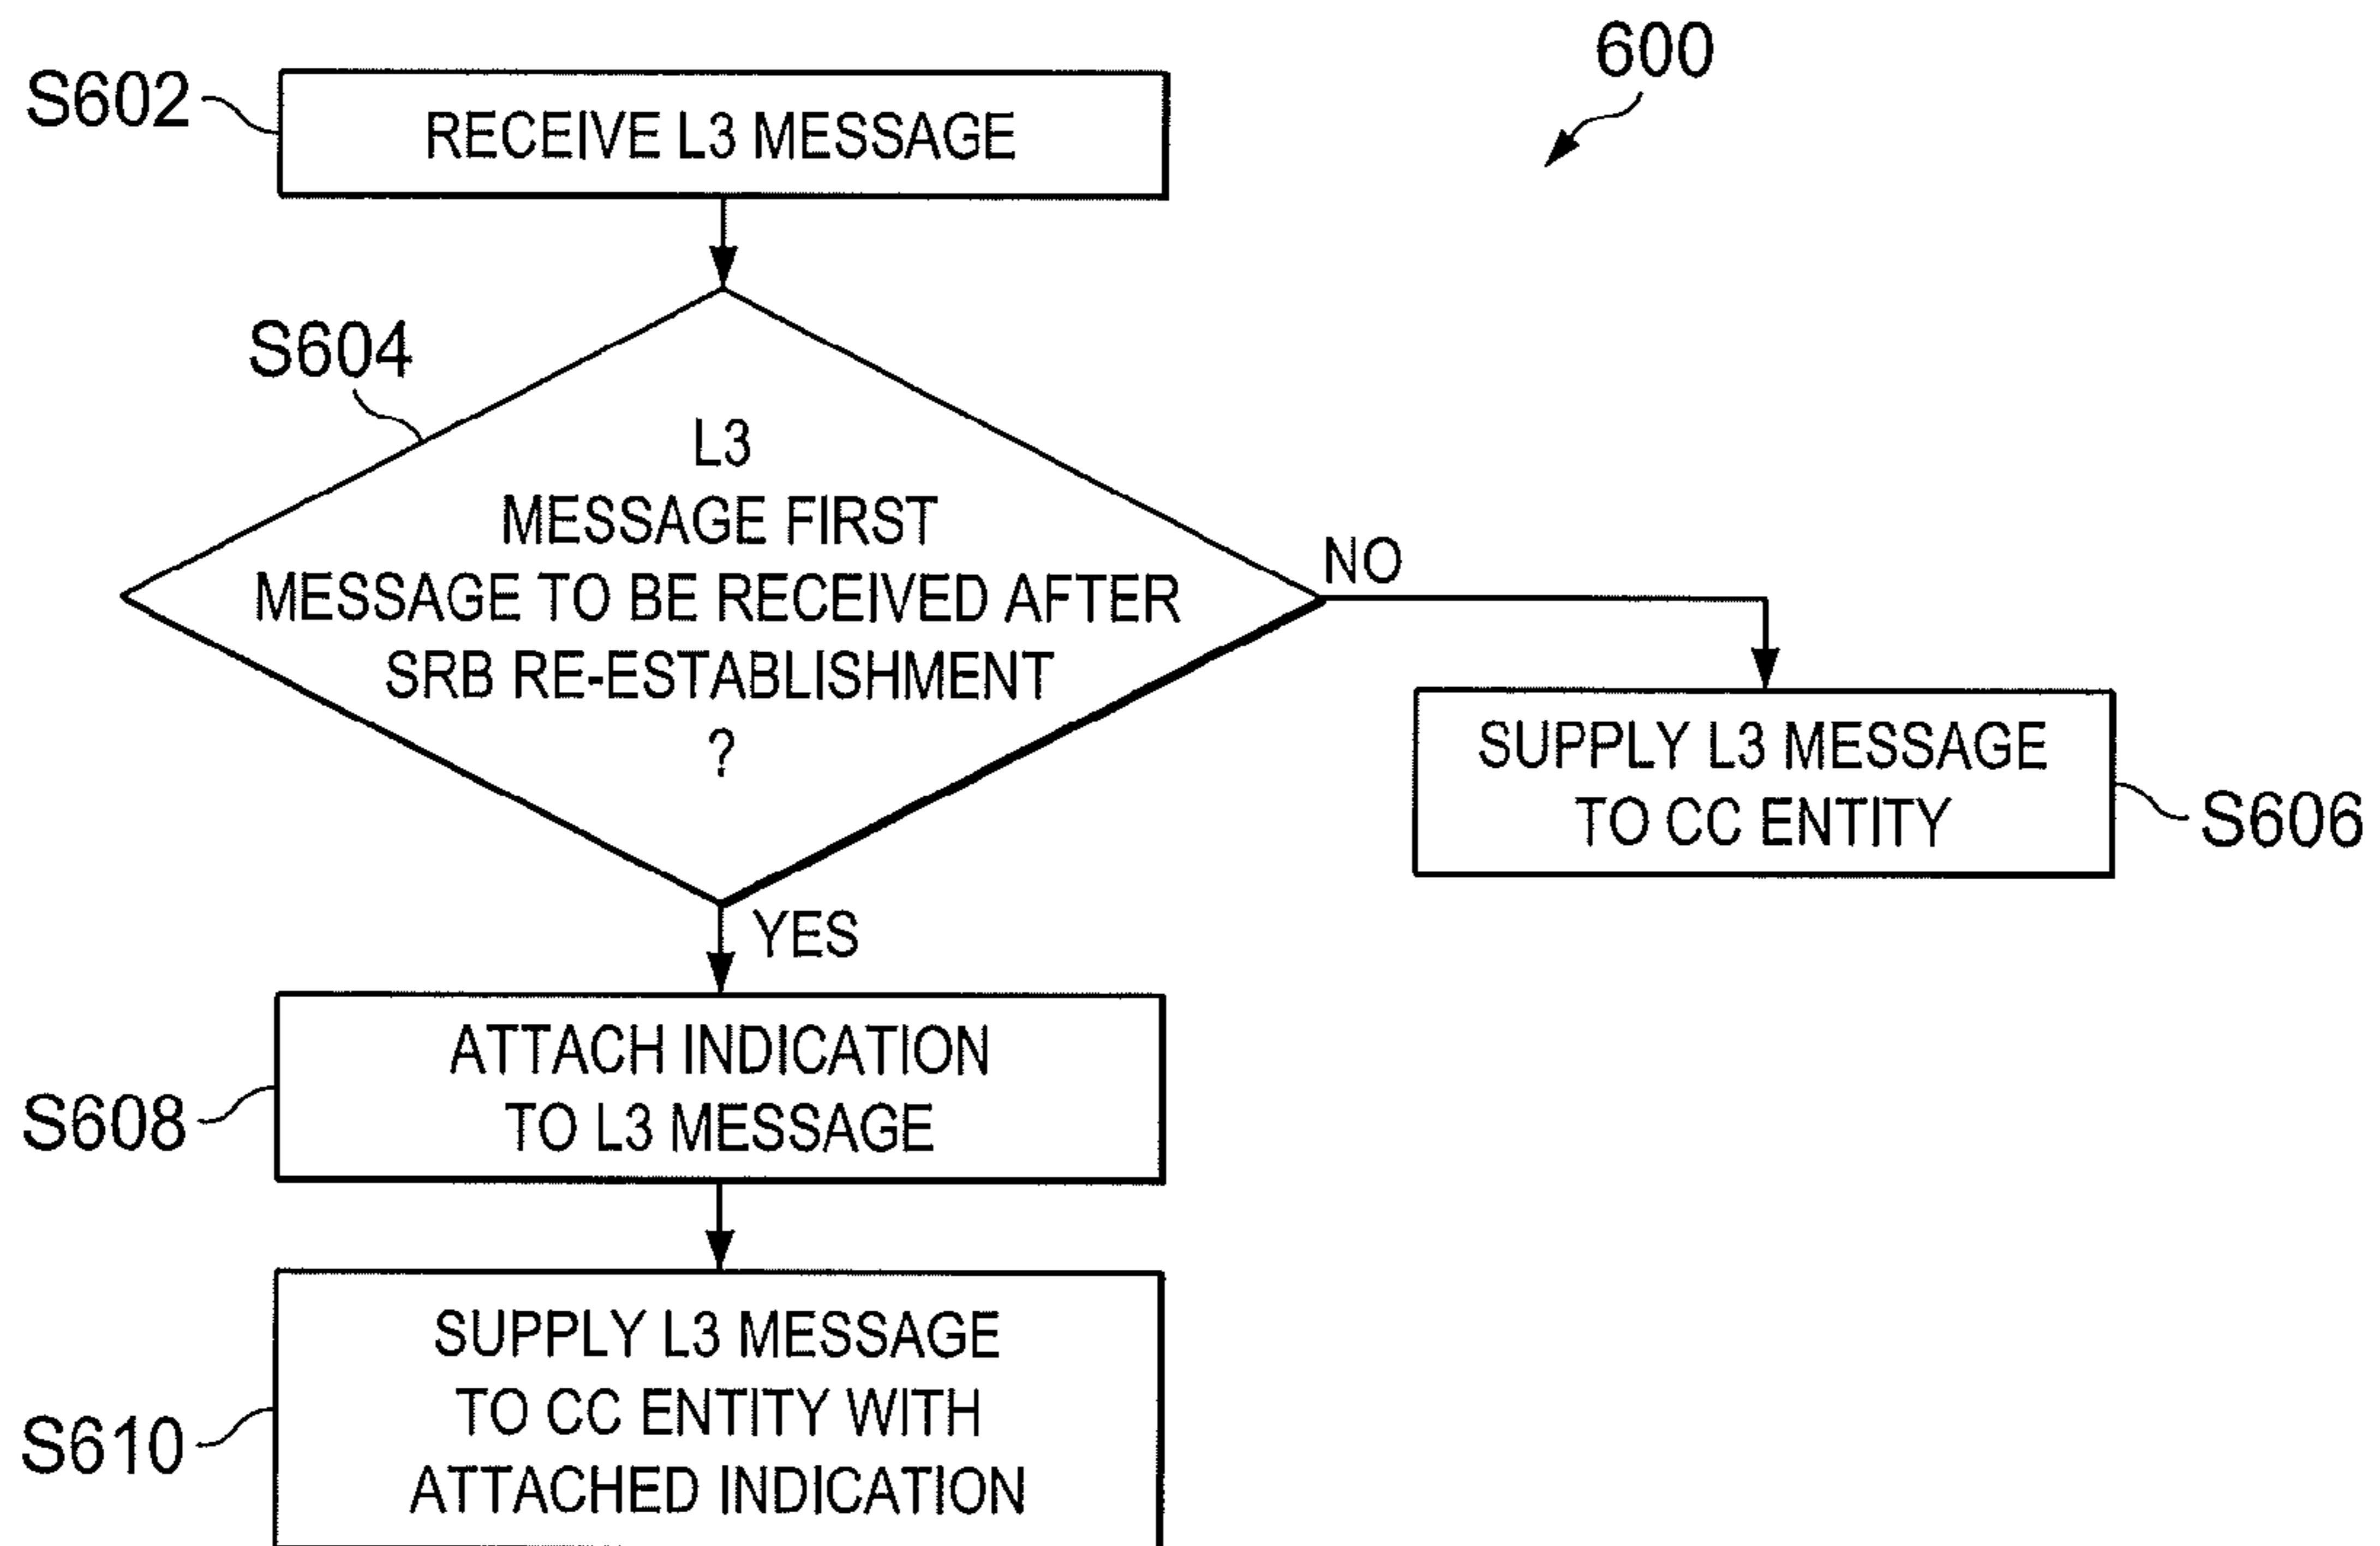 600
S602
RECEIVE L3 MESSAGE
S604
L3
MESSAGE FIRST
MESSAGE TO BE RECEIVED AFTER
SRB RE-ESTABLISHMENT
?
NO
SUPPLY L3 MESSAGE
TO CC ENTITY
S606
YES
ATTACH INDICATION
TO L3 MESSAGE
S608
SUPPLY L3 MESSAGE
TO CC ENTITY WITH
ATTACHED INDICATION
S610